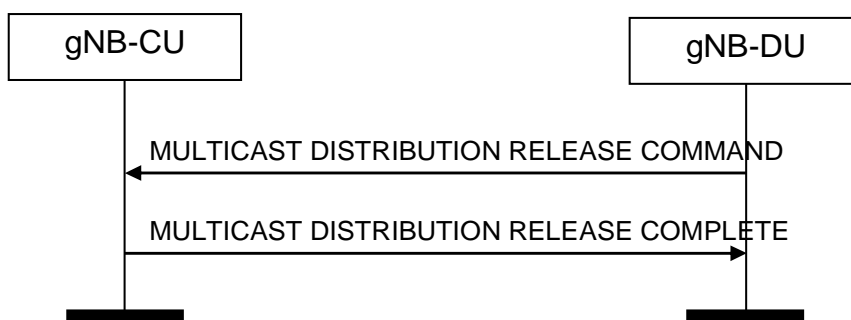 gNB-CU
gNB-DU
MULTICAST DISTRIBUTION RELEASE COMMAND
MULTICAST DISTRIBUTION RELEASE COMPLETE